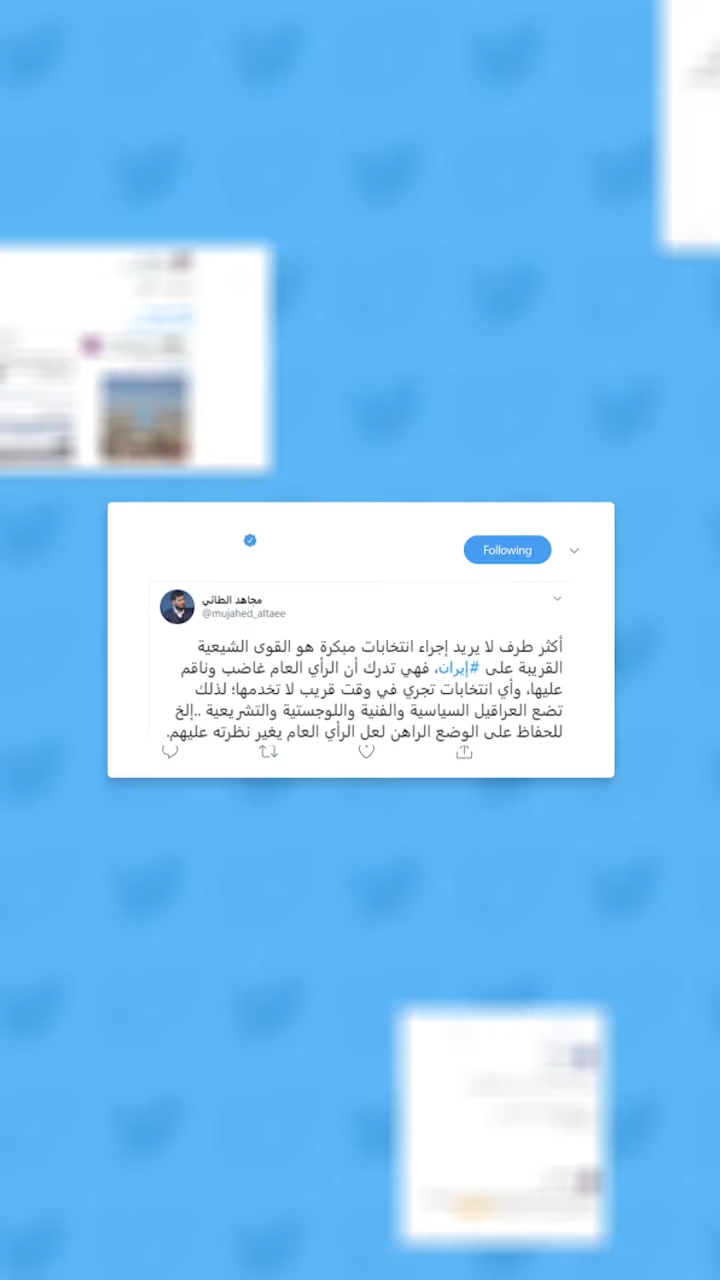 Following
مجاهد الطائي
@mujahed_altaee
أكثر طرف لا يريد إجراء انتخابات مبكرة هو القوى الشيعية
القريبة على #إيران، فهي تدرك أن الرأي العام غاضب وناقم
عليها، وأي انتخابات تجري في وقت قريب لا تخدمها؛ لذلك
تضع العراقيل السياسية والفنية واللوجستية والتشريعية ..إلخ
للحفاظ على الوضع الراهن لعل الرأي العام يغير نظرته عليهم.